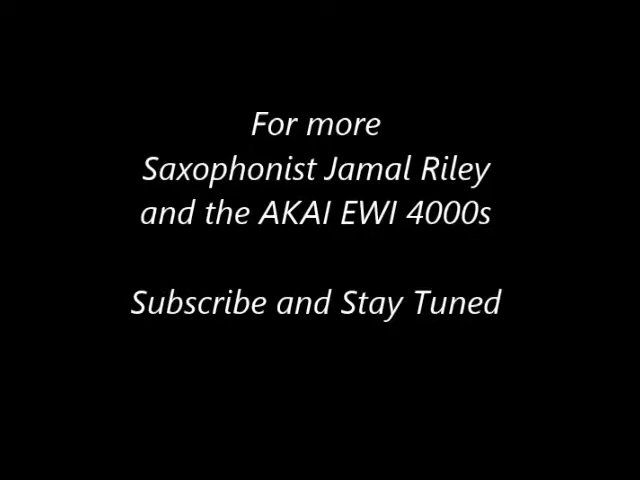 For more
Saxophonist Jamal Riley
and the AKAI EWI 4000s
Subscribe and Stay Tuned